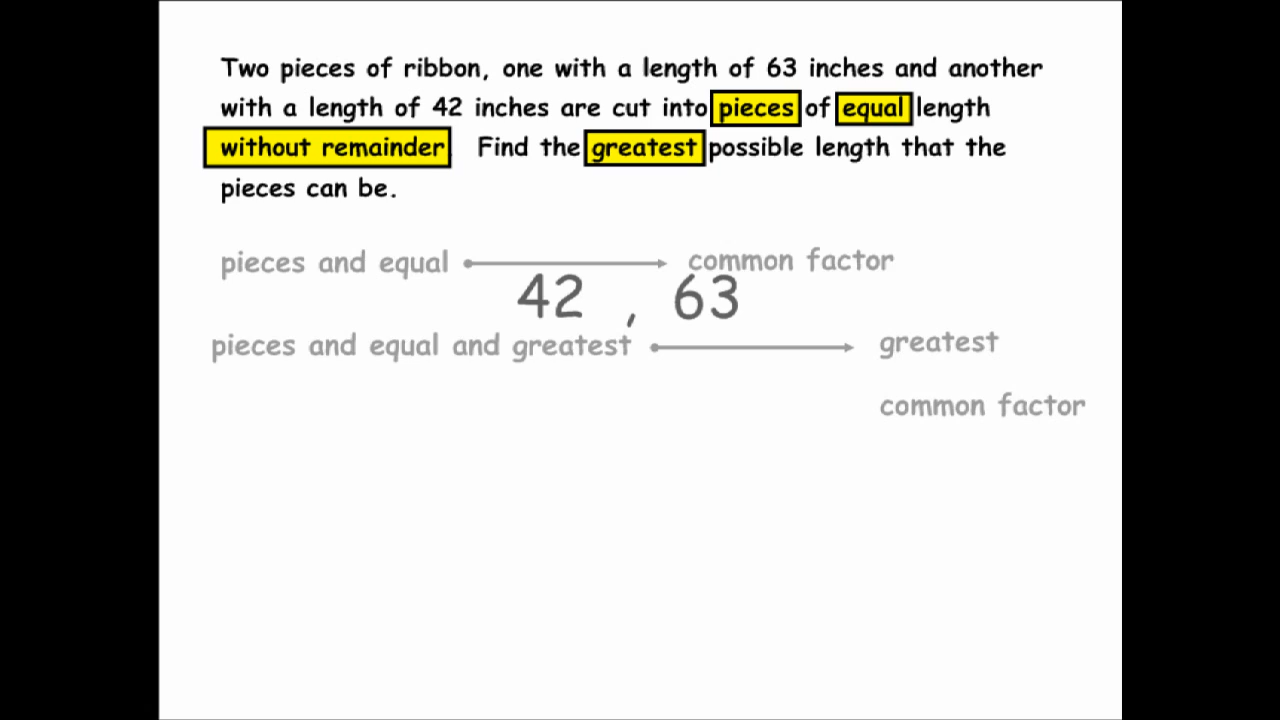 Two pieces of ribbon, one with a length of 63 inches and another
with a length of 42 inches are cut into pieces of equal length
without remainder. Find the greatest possible length that the
pieces can be.
pieces and equal common factor
42 , 63
pieces and equal and greatest greatest
common factor